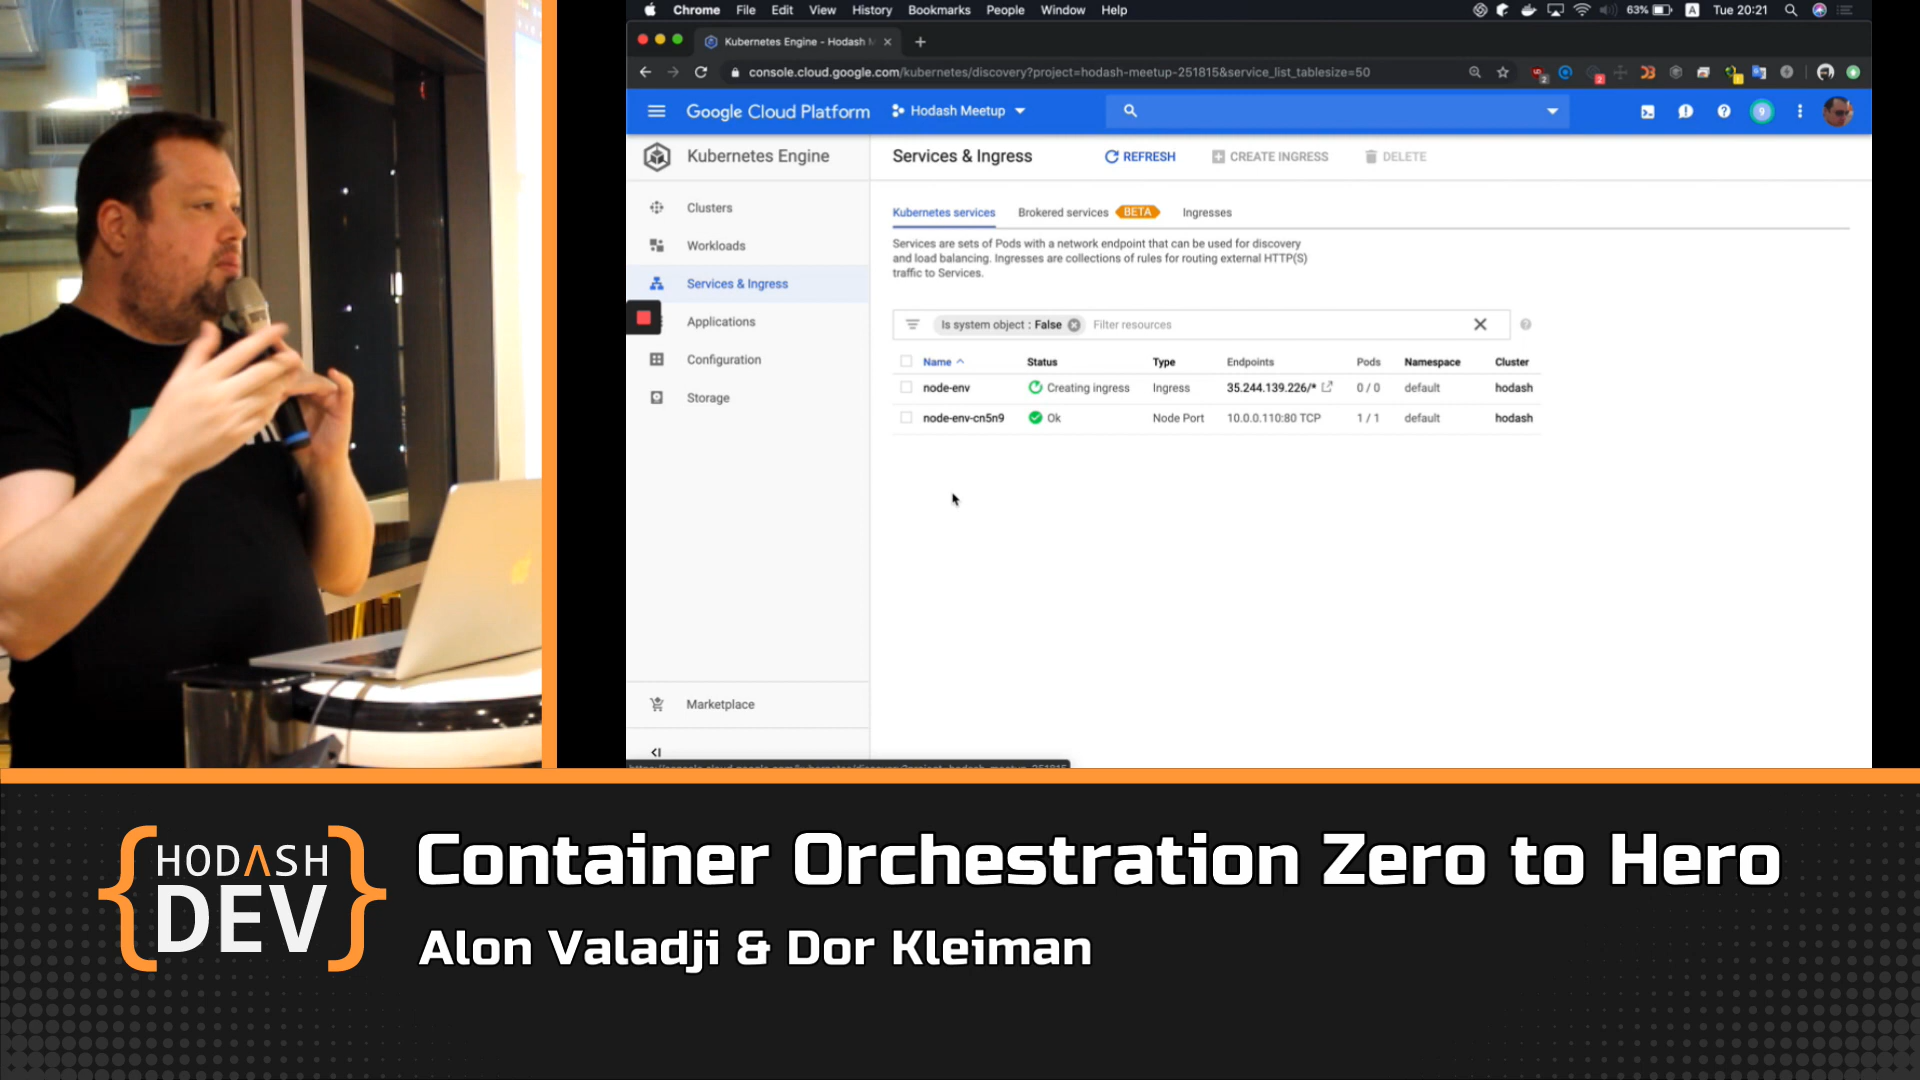 Chrome File Edit View History Bookmarks People Window Help
63% A Tue 20:21
Kubernetes Engine - Hodash
console.cloud.google.com/kubernetes/discovery?project=hodash-meetup-251815&service_list_tablesize=50
Google Cloud Platform Hodash Meetup
9
Kubernetes Engine
Clusters
Workloads
Services & Ingress
Applications
Configuration
Storage
Marketplace
Services & Ingress REFRESH CREATE INGRESS DELETE
Kubernetes services Brokered services BETA Ingresses
Services are sets of Pods with a network endpoint that can be used for discovery
and load balancing. Ingresses are collections of rules for routing external HTTP(S)
traffic to Services.
Is system object : False Filter resources
Name Status Type Endpoints Pods Namespace Cluster
node-env Creating ingress Ingress 35.244.139.226/* 0 / 0 default hodash
node-env-cn5n9 Ok Node Port 10.0.0.110:80 TCP 1 / 1 default hodash
{HODASH
DEV}
Container Orchestration Zero to Hero
Alon Valadji & Dor Kleiman